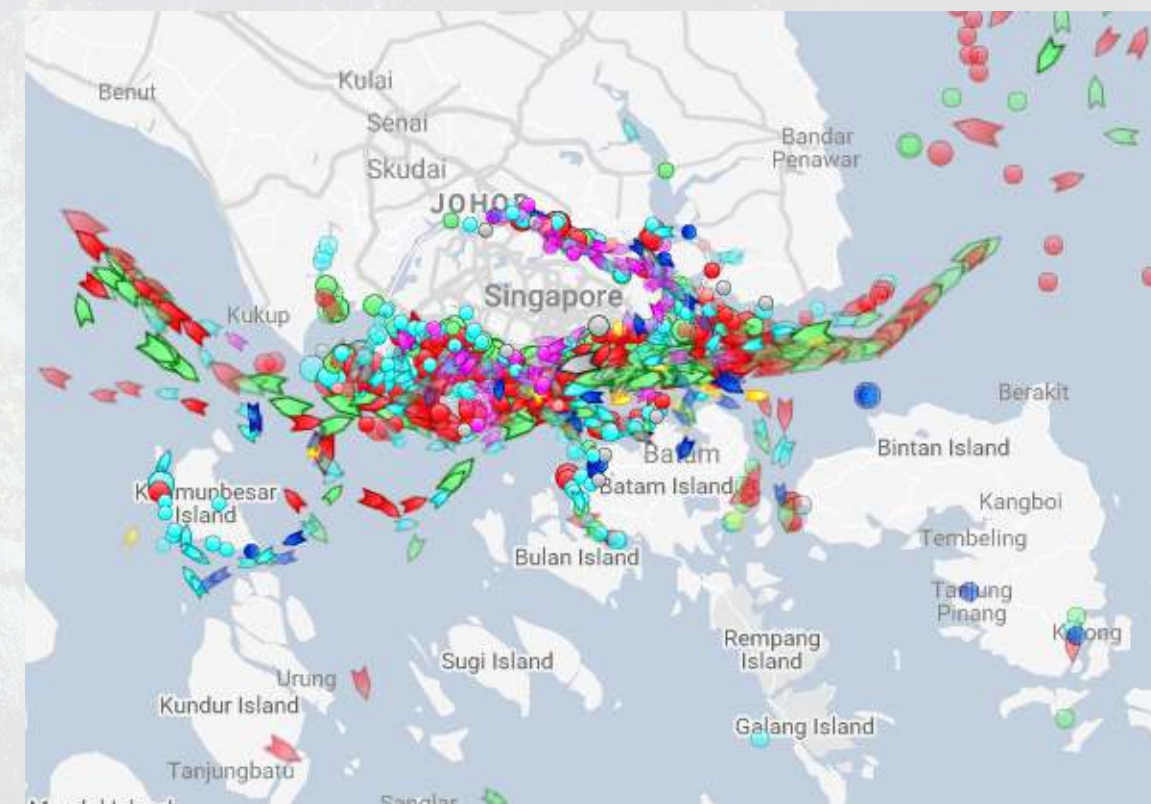 Kulai
Benut
Senai
Bandar
Penawar
Skudai
Singapore
Kukup
Berakit
Batam
Bintan Island
Batam Island
Island
Kangboi
Tembeling
Bulan Island
Tanjung
Pinang
Rempang
Island
Sugi Island
Urung
Kundur Island
Galang Island
Tanjungbatu